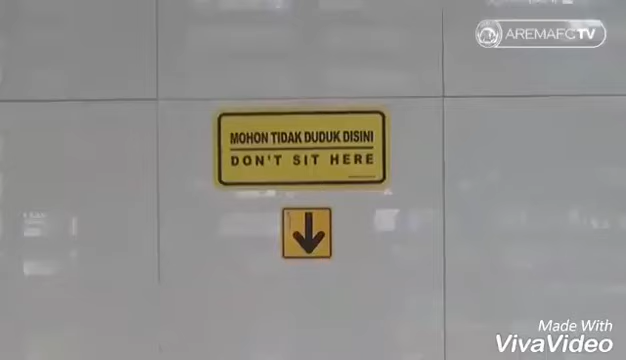 AREMAFC TV
MOHON TIDAK DUDUK DISINI
DON'T SIT HERE
Made With
VivaVideo